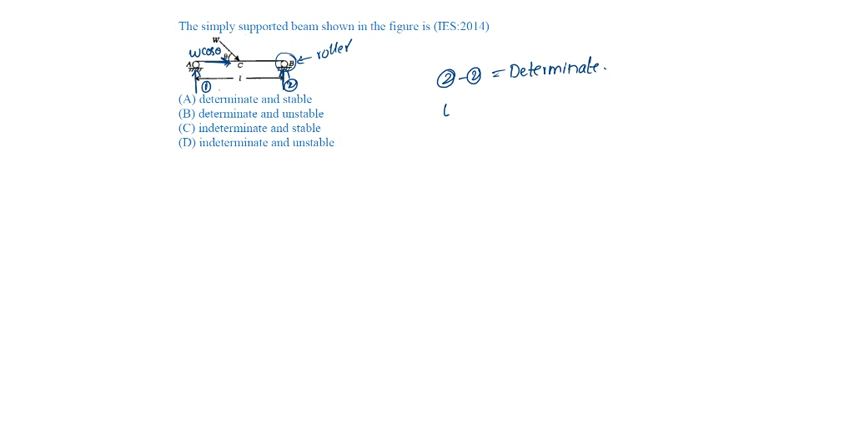 The simply supported beam shown in the figure is (IES:2014)
W
Wcosθ
roller
A
B
C
l
① ②
②-② = Determinate.
(A) determinate and stable
(B) determinate and unstable
(C) indeterminate and stable
(D) indeterminate and unstable